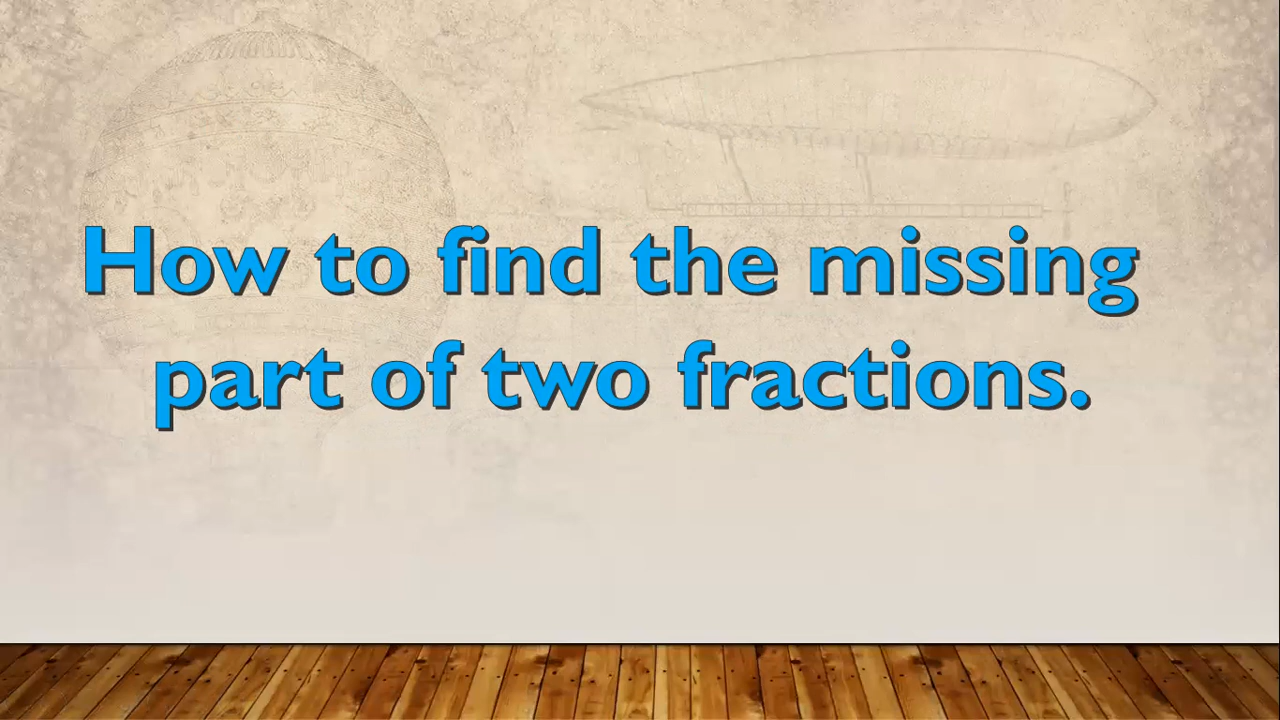 How to find the missing
part of two fractions.